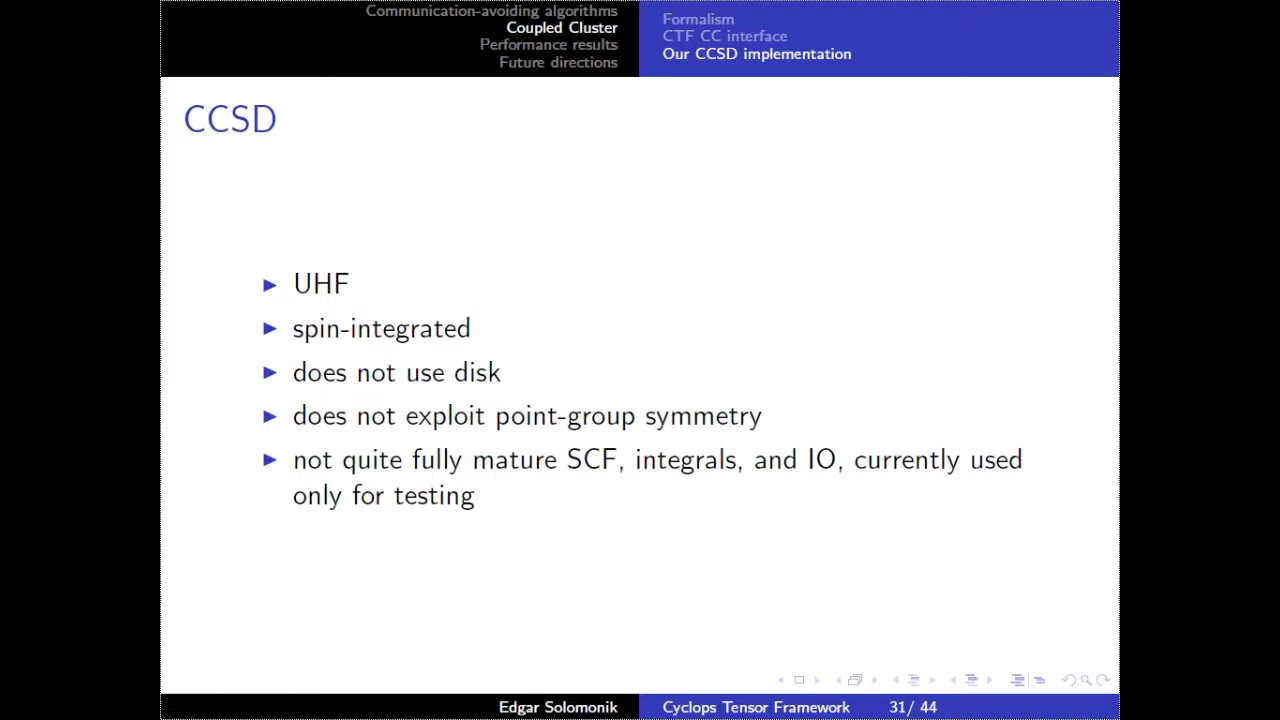 Communication-avoiding algorithms
Coupled Cluster
Performance results
Future directions
Formalism
CTF CC interface
Our CCSD implementation
CCSD
UHF
spin-integrated
does not use disk
does not exploit point-group symmetry
not quite fully mature SCF, integrals, and IO, currently used
only for testing
Edgar Solomonik
Cyclops Tensor Framework
31/ 44